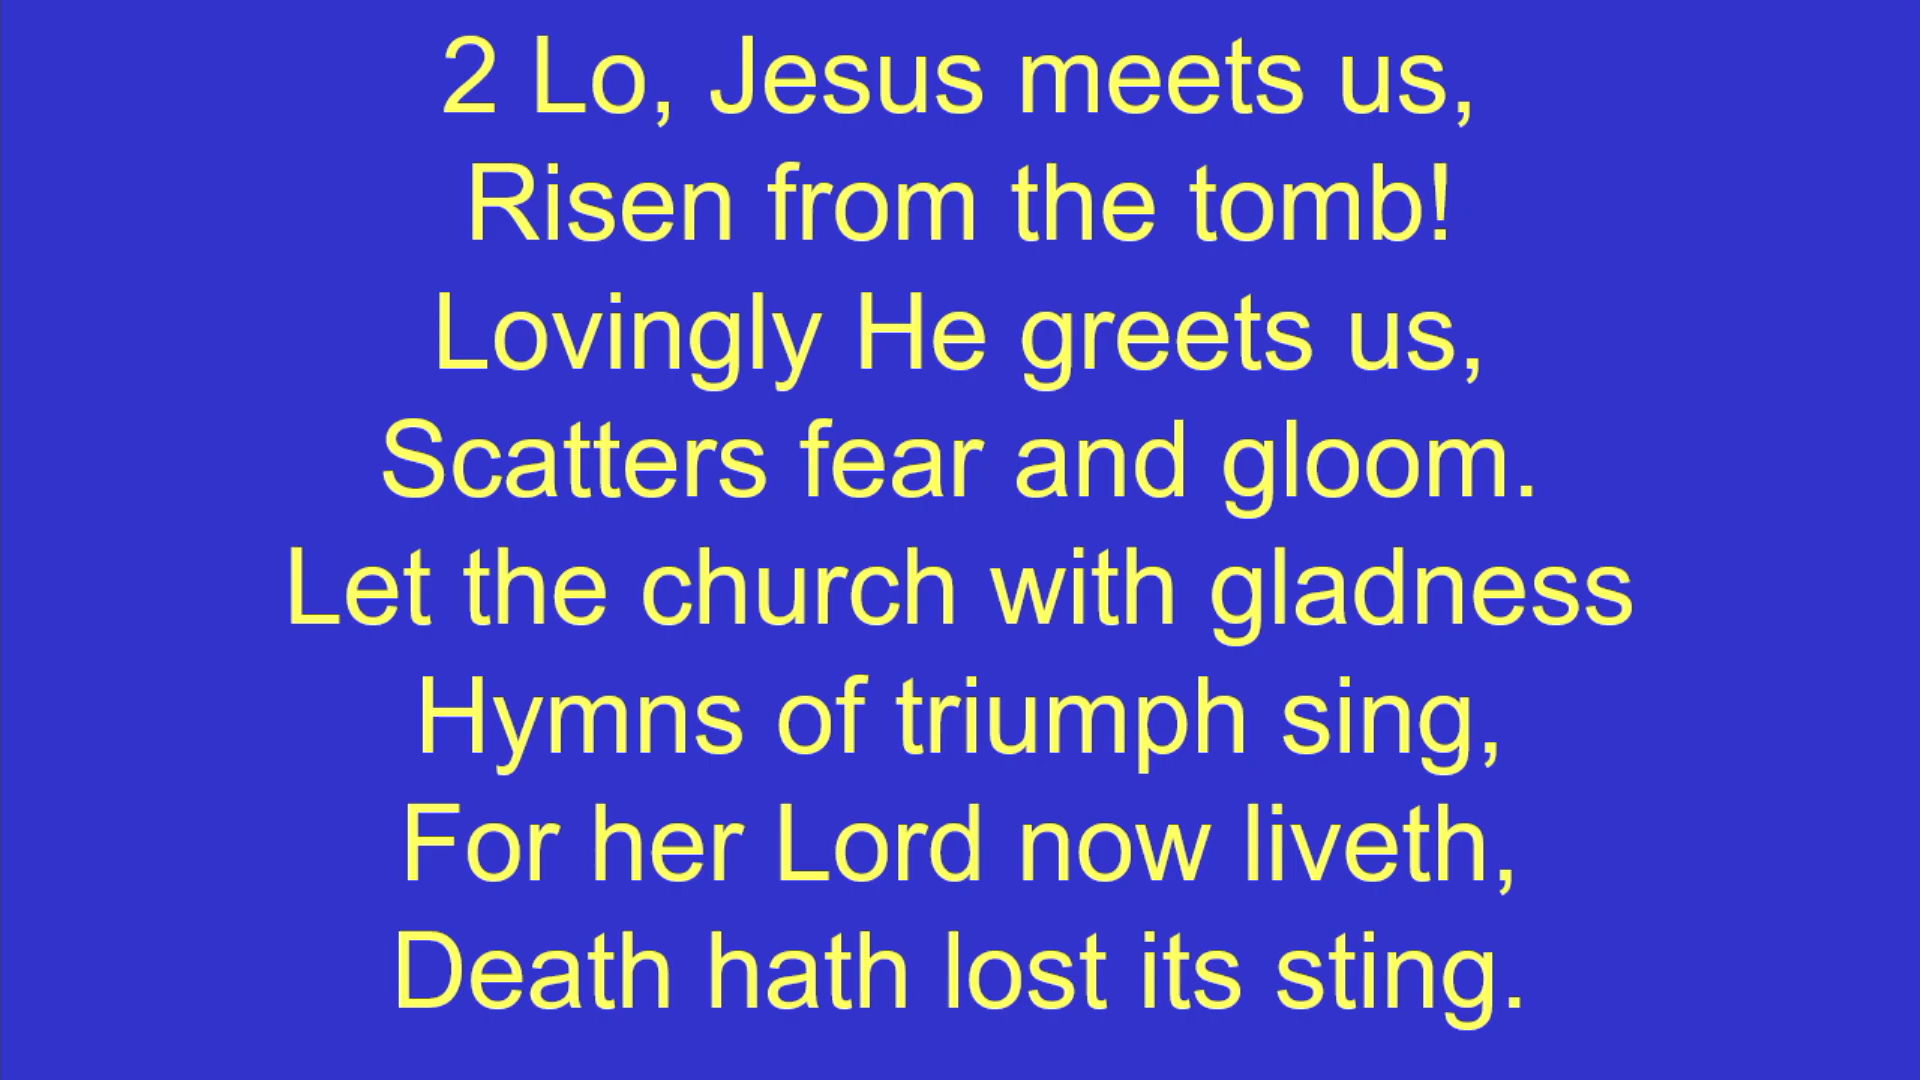 2 Lo, Jesus meets us,
Risen from the tomb!
Lovingly He greets us,
Scatters fear and gloom.
Let the church with gladness
Hymns of triumph sing,
For her Lord now liveth,
Death hath lost its sting.